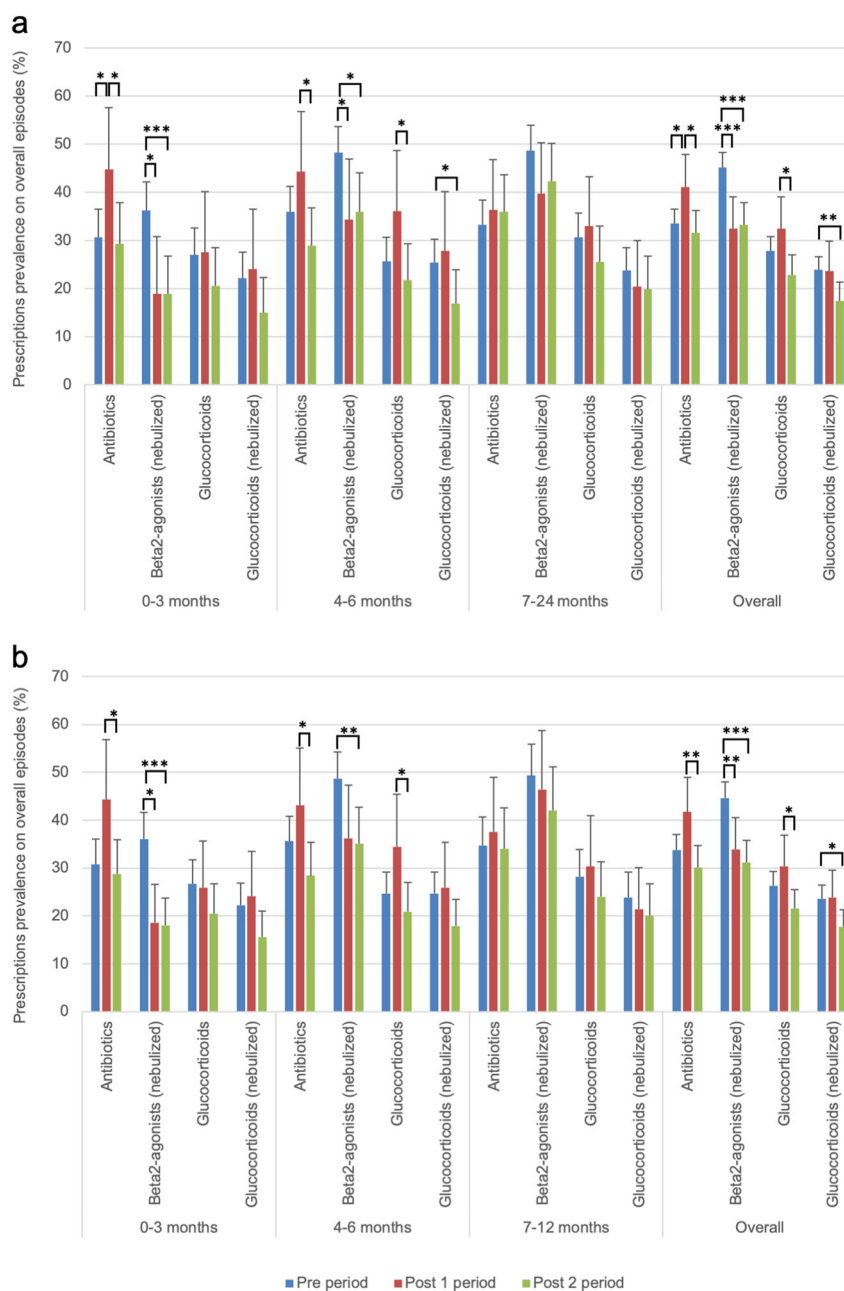 a
Prescriptions prevalence on overall episodes (%)
70
60
50
40
30
20
10
0
* *
*
***
*
*
*
*
*
* *
***
***
*
**
Antibiotics
Beta2-agonists (nebulized)
Glucocorticoids
Glucocorticoids (nebulized)
Antibiotics
Beta2-agonists (nebulized)
Glucocorticoids
Glucocorticoids (nebulized)
Antibiotics
Beta2-agonists (nebulized)
Glucocorticoids
Glucocorticoids (nebulized)
Antibiotics
Beta2-agonists (nebulized)
Glucocorticoids
Glucocorticoids (nebulized)
0-3 months 4-6 months 7-24 months Overall
b
Prescriptions prevalence on overall episodes (%)
70
60
50
40
30
20
10
0
*
***
*
*
**
*
**
***
**
*
*
Antibiotics
Beta2-agonists (nebulized)
Glucocorticoids
Glucocorticoids (nebulized)
Antibiotics
Beta2-agonists (nebulized)
Glucocorticoids
Glucocorticoids (nebulized)
Antibiotics
Beta2-agonists (nebulized)
Glucocorticoids
Glucocorticoids (nebulized)
Antibiotics
Beta2-agonists (nebulized)
Glucocorticoids
Glucocorticoids (nebulized)
0-3 months 4-6 months 7-12 months Overall
Pre period Post 1 period Post 2 period